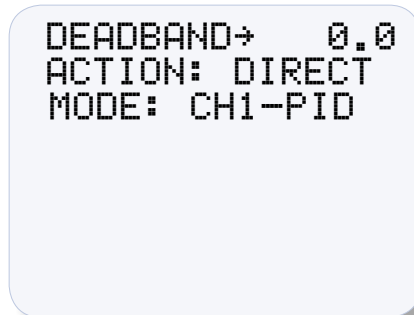 DEADBAND→ 0.0
ACTION: DIRECT
MODE: CH1-PID